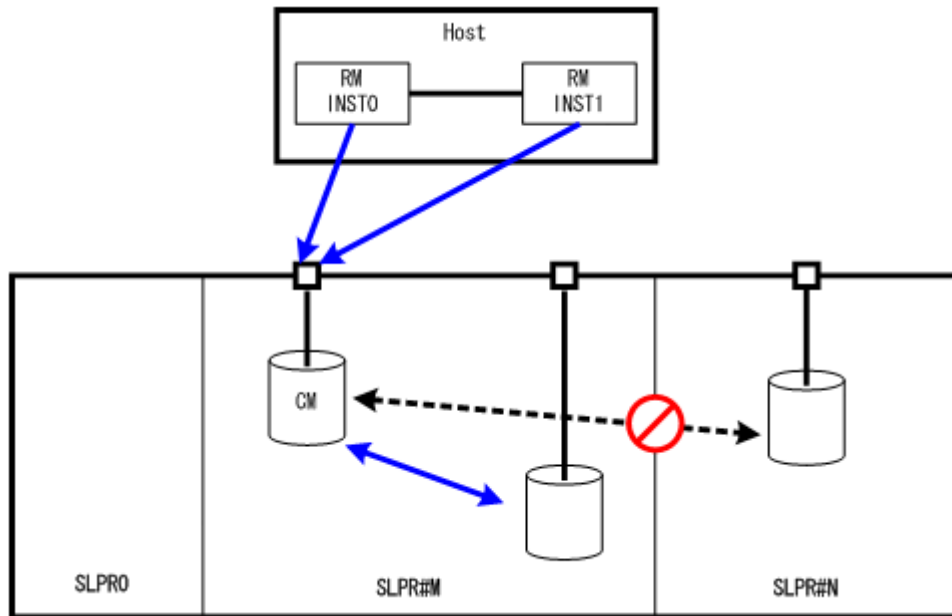 Host
RM
INST0
RM
INST1
CM
SLPR0
SLPR#M
SLPR#N